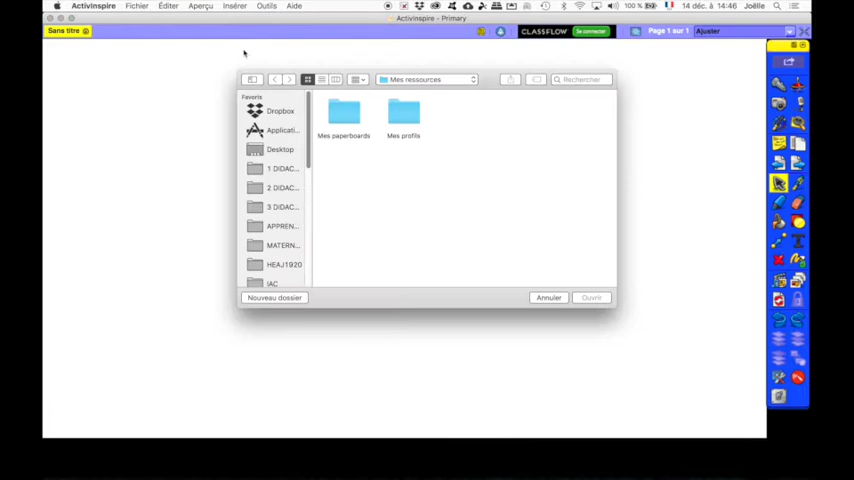 ActivInspire Fichier Éditer Aperçu Insérer Outils Aide 100 % 14 déc. à 14:46 Joëlle
ActivInspire - Primary
Sans titre CLASSFLOW Se connecter Page 1 sur 1 Ajuster
Mes ressources Rechercher
Favoris
Dropbox
Applicati...
Desktop
1 DIDAC...
2 DIDAC...
3 DIDAC...
APPREN...
MATERN...
HEAJ1920
IAC
Mes paperboards Mes profils
Nouveau dossier Annuler Ouvrir